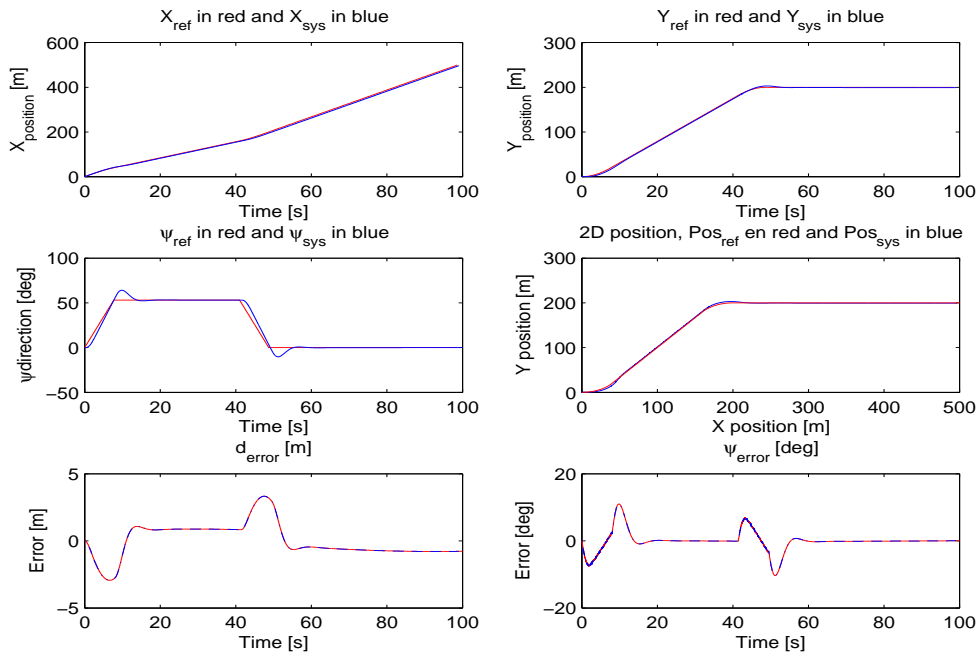 X_ref in red and X_sys in blue
X_position [m]
600
400
200
0
0 20 40 60 80 100
Time [s]
Y_ref in red and Y_sys in blue
Y_position [m]
300
200
100
0
0 20 40 60 80 100
Time [s]
ψ_ref in red and ψ_sys in blue
ψdirection [deg]
100
50
0
−50
0 20 40 60 80 100
Time [s]
2D position, Pos_ref en red and Pos_sys in blue
Y position [m]
300
200
100
0
0 100 200 300 400 500
X position [m]
d_error [m]
Error [m]
5
0
−5
0 20 40 60 80 100
Time [s]
ψ_error [deg]
Error [deg]
20
0
−20
0 20 40 60 80 100
Time [s]